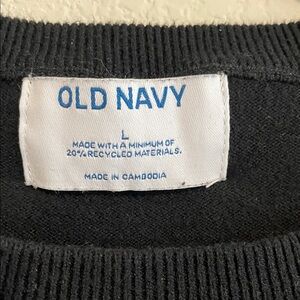 OLD NAVY
L
MADE WITH A MINIMUM OF
20% RECYCLED MATERIALS.
MADE IN CAMBODIA